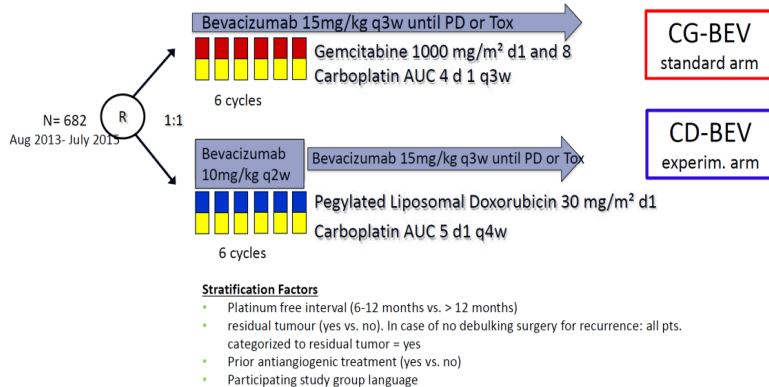 Bevacizumab 15mg/kg q3w until PD or Tox
CG-BEV
standard arm
Gemcitabine 1000 mg/m² d1 and 8
Carboplatin AUC 4 d 1 q3w
6 cycles
N= 682
R
1:1
Aug 2013- July 2015
CD-BEV
experim. arm
Bevacizumab
10mg/kg q2w
Bevacizumab 15mg/kg q3w until PD or Tox
Pegylated Liposomal Doxorubicin 30 mg/m² d1
Carboplatin AUC 5 d1 q4w
6 cycles
Stratification Factors
• Platinum free interval (6-12 months vs. > 12 months)
• residual tumour (yes vs. no). In case of no debulking surgery for recurrence: all pts.
categorized to residual tumor = yes
• Prior antiangiogenic treatment (yes vs. no)
• Participating study group language